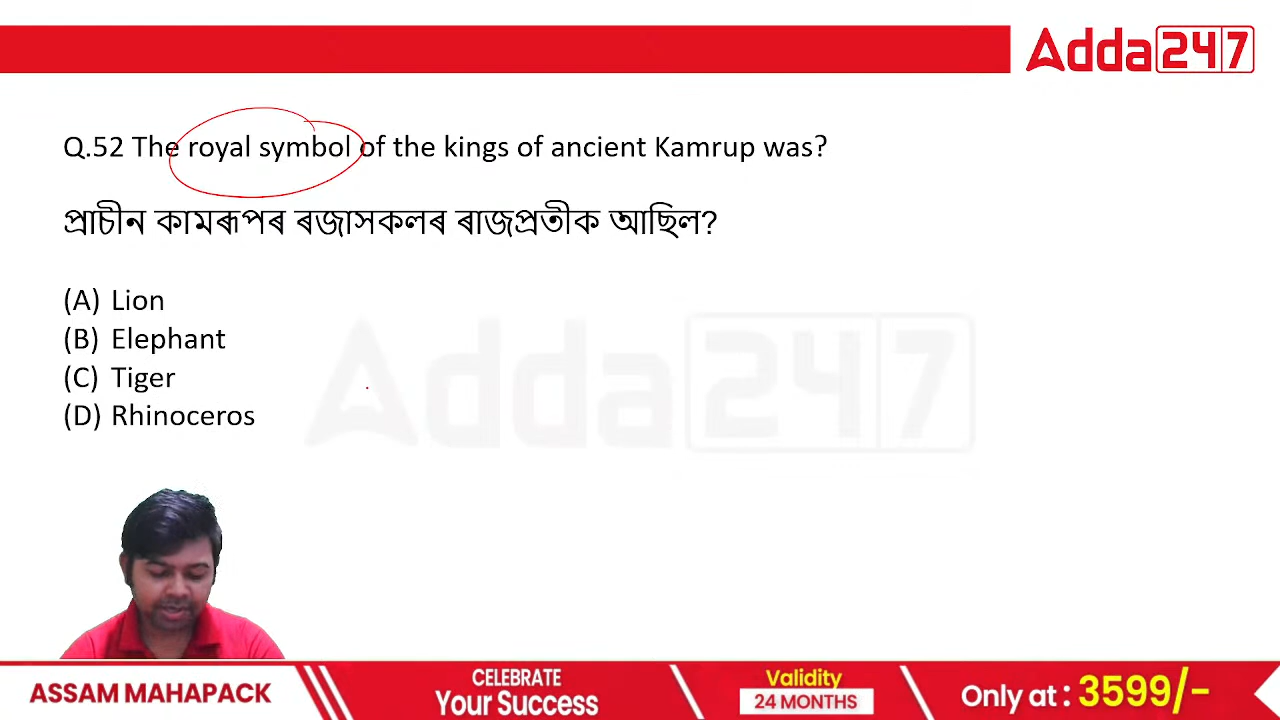 Adda247
Q.52 The royal symbol of the kings of ancient Kamrup was?
প্ৰাচীন কামৰূপৰ ৰজাসকলৰ ৰাজপ্ৰতীক আছিল?
(A) Lion
(B) Elephant
(C) Tiger
(D) Rhinoceros
Adda247
ASSAM MAHAPACK
CELEBRATE
Your Success
Validity
24 MONTHS
Only at : 3599/-